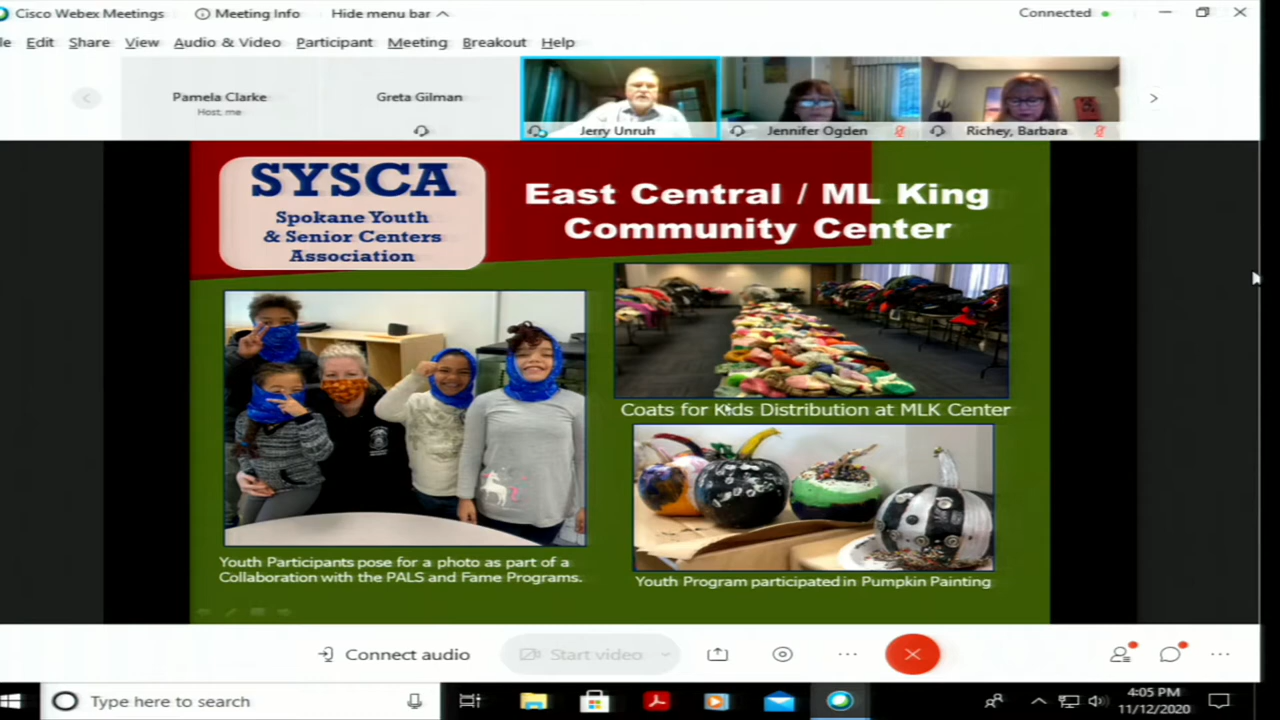 Cisco Webex Meetings
Meeting Info
Hide menu bar
Connected
le Edit Share View Audio & Video Participant Meeting Breakout Help
Pamela Clarke
Host, me
Greta Gilman
Jerry Unruh
Jennifer Ogden
Richey, Barbara
SYSCA
Spokane Youth
& Senior Centers
Association
East Central / ML King
Community Center
Coats for Kids Distribution at MLK Center
Youth Participants pose for a photo as part of a
Collaboration with the PALS and Fame Programs.
Youth Program participated in Pumpkin Painting
Connect audio
Start video
Type here to search
4:05 PM
11/12/2020